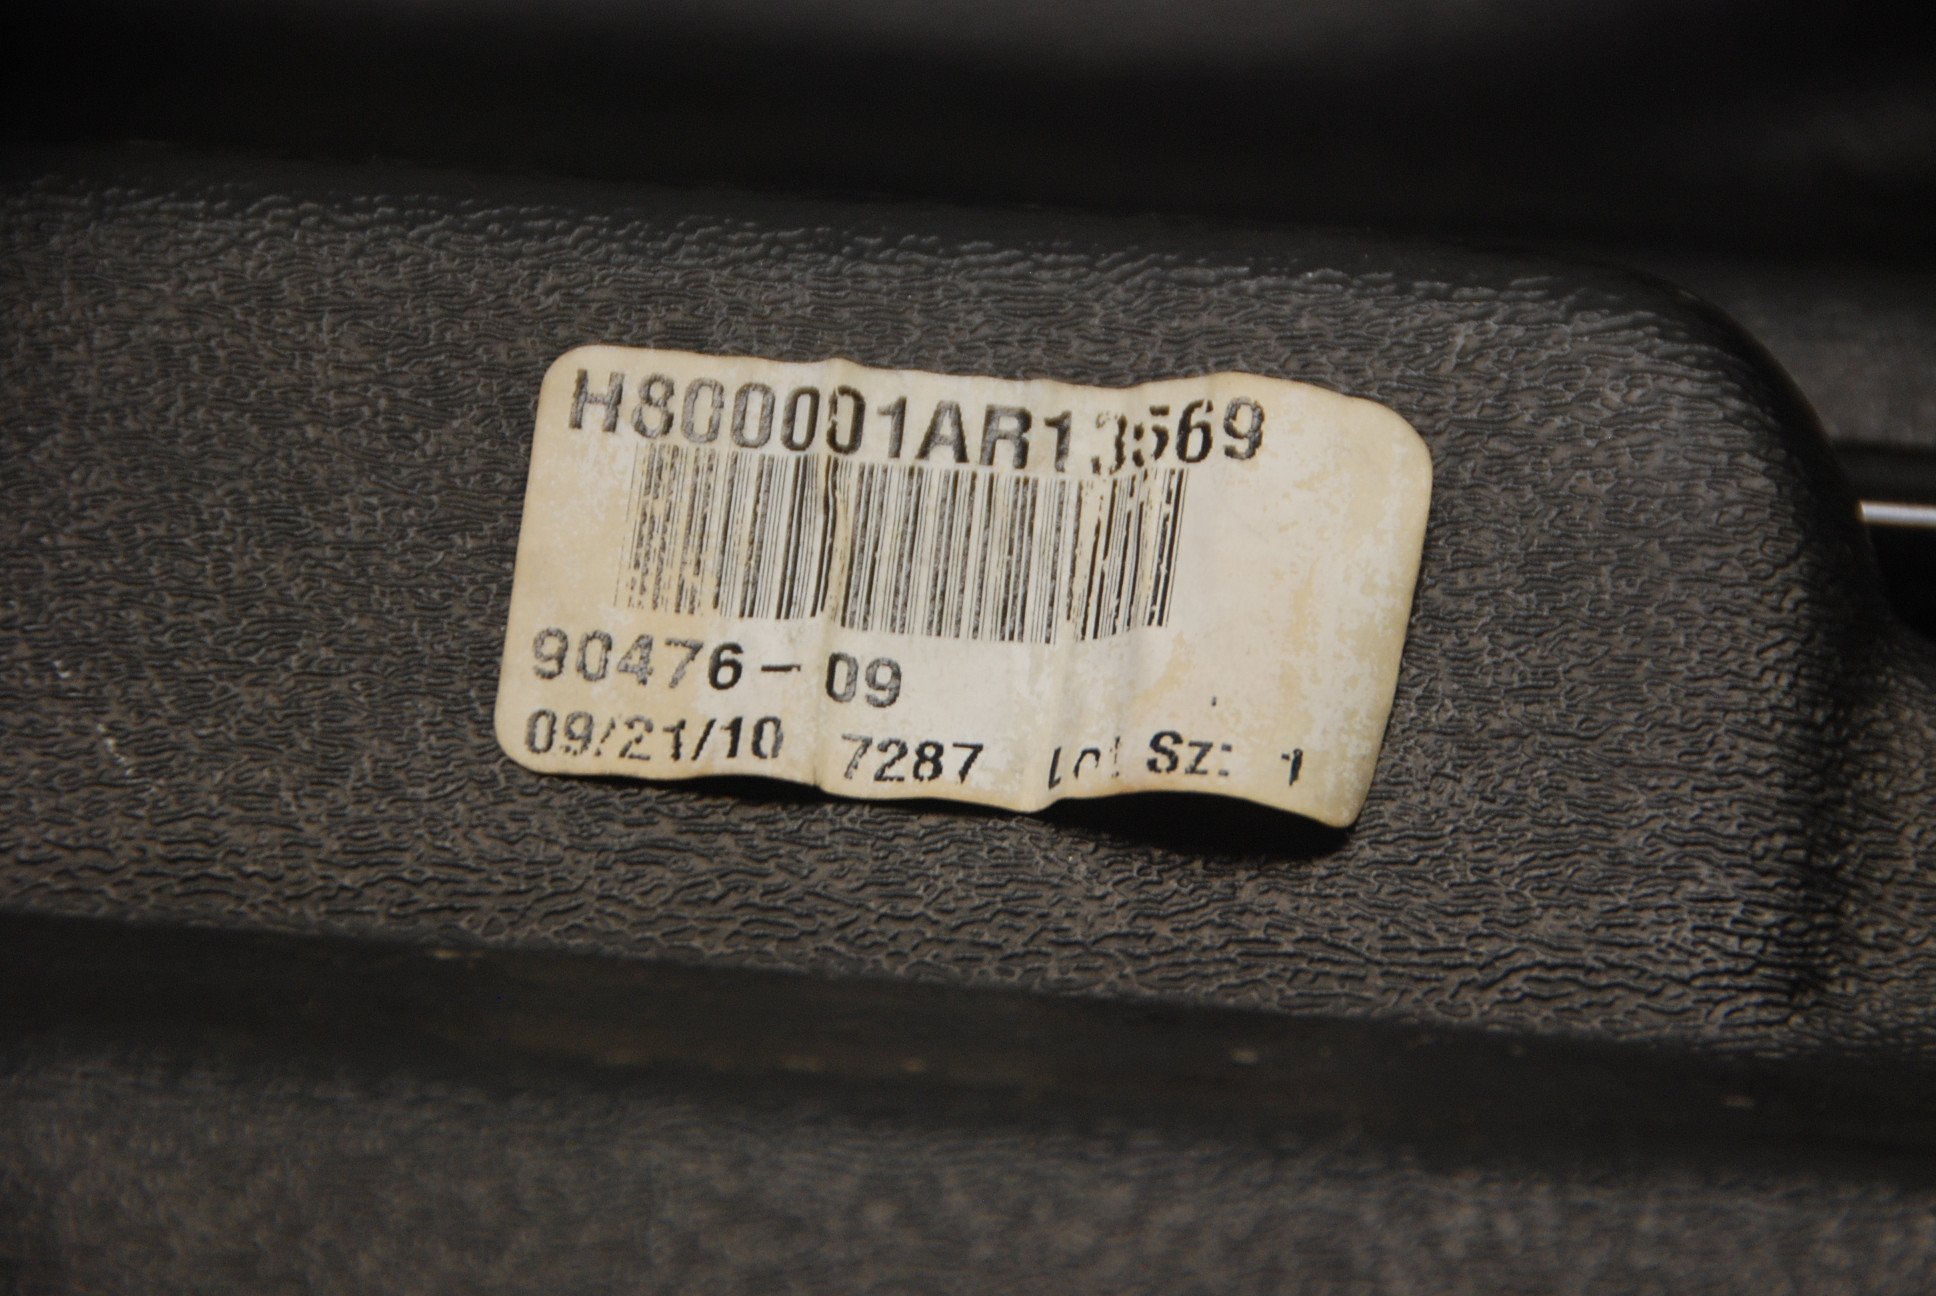 H800001AR13569
90476-09
09/21/10 7287 Lot Sz: 1